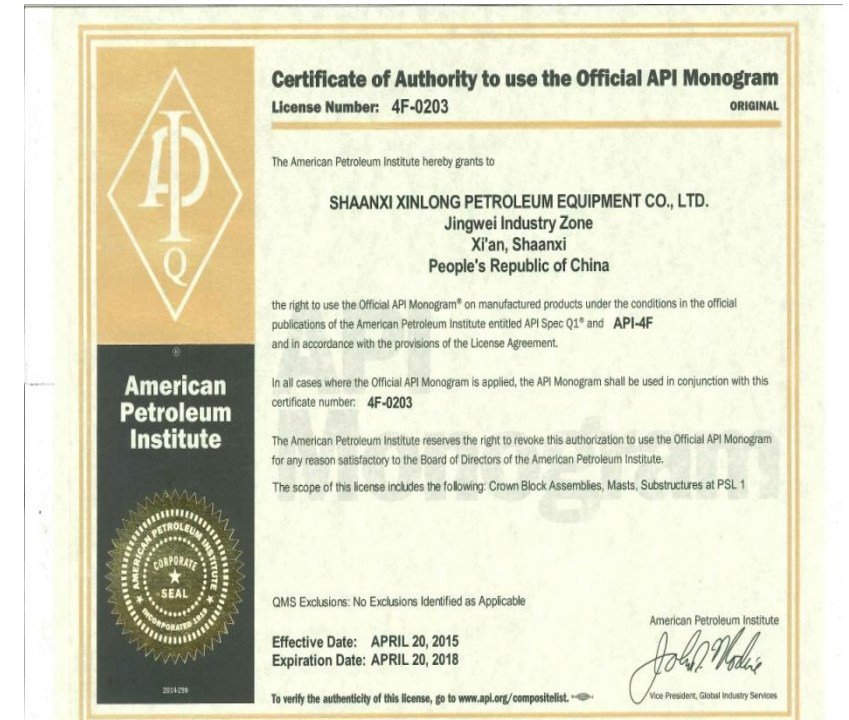 Certificate of Authority to use the Official API Monogram
License Number: 4F-0203
ORIGINAL
The American Petroleum Institute hereby grants to
SHAANXI XINLONG PETROLEUM EQUIPMENT CO., LTD.
Jingwei Industry Zone
Xi'an, Shaanxi
People's Republic of China
the right to use the Official API Monogram® on manufactured products under the conditions in the official
publications of the American Petroleum Institute entitled API Spec Q1® and API-4F
and in accordance with the provisions of the License Agreement.
In all cases where the Official API Monogram is applied, the API Monogram shall be used in conjunction with this
certificate number: 4F-0203
The American Petroleum Institute reserves the right to revoke this authorization to use the Official API Monogram
for any reason satisfactory to the Board of Directors of the American Petroleum Institute.
The scope of this license includes the following: Crown Block Assemblies, Masts, Substructures at PSL 1
QMS Exclusions: No Exclusions Identified as Applicable
Effective Date: APRIL 20, 2015
Expiration Date: APRIL 20, 2018
To verify the authenticity of this license, go to www.api.org/compositelist.
American Petroleum Institute
Vice President, Global Industry Services
API
Q
®
American
Petroleum
Institute
AMERICAN PETROLEUM INSTITUTE
CORPORATE
SEAL
INCORPORATED 1919
2014-298
API
Monogram